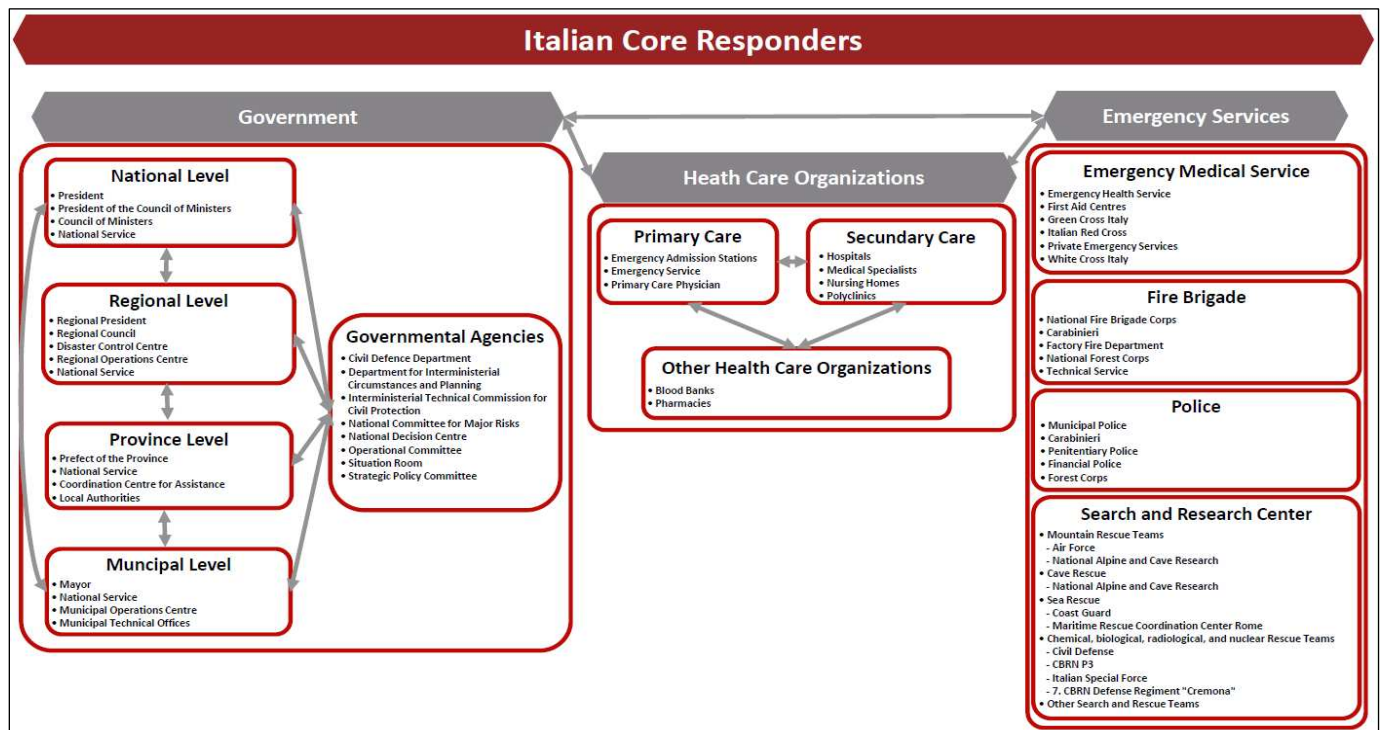 Italian Core Responders
Government
National Level
• President
• President of the Council of Ministers
• Council of Ministers
• National Service
Regional Level
• Regional President
• Regional Council
• Disaster Control Centre
• Regional Operations Centre
• National Service
Province Level
• Prefect of the Province
• National Service
• Coordination Centre for Assistance
• Local Authorities
Muncipal Level
• Mayor
• National Service
• Municipal Operations Centre
• Municipal Technical Offices
Governmental Agencies
• Civil Defence Department
• Department for Interministerial
Circumstances and Planning
• Interministerial Technical Commission for
Civil Protection
• National Committee for Major Risks
• National Decision Centre
• Operational Committee
• Situation Room
• Strategic Policy Committee
Heath Care Organizations
Primary Care
• Emergency Admission Stations
• Emergency Service
• Primary Care Physician
Secundary Care
• Hospitals
• Medical Specialists
• Nursing Homes
• Polyclinics
Other Health Care Organizations
• Blood Banks
• Pharmacies
Emergency Services
Emergency Medical Service
• Emergency Health Service
• First Aid Centres
• Green Cross Italy
• Italian Red Cross
• Private Emergency Services
• White Cross Italy
Fire Brigade
• National Fire Brigade Corps
• Carabinieri
• Factory Fire Department
• National Forest Corps
• Technical Service
Police
• Municipal Police
• Carabinieri
• Penitentiary Police
• Financial Police
• Forest Corps
Search and Research Center
• Mountain Rescue Teams
- Air Force
- National Alpine and Cave Research
• Cave Rescue
- National Alpine and Cave Research
• Sea Rescue
- Coast Guard
- Maritime Rescue Coordination Center Rome
• Chemical, biological, radiological, and nuclear Rescue Teams
- Civil Defense
- CBRN P3
- Italian Special Force
- 7. CBRN Defense Regiment "Cremona"
• Other Search and Rescue Teams